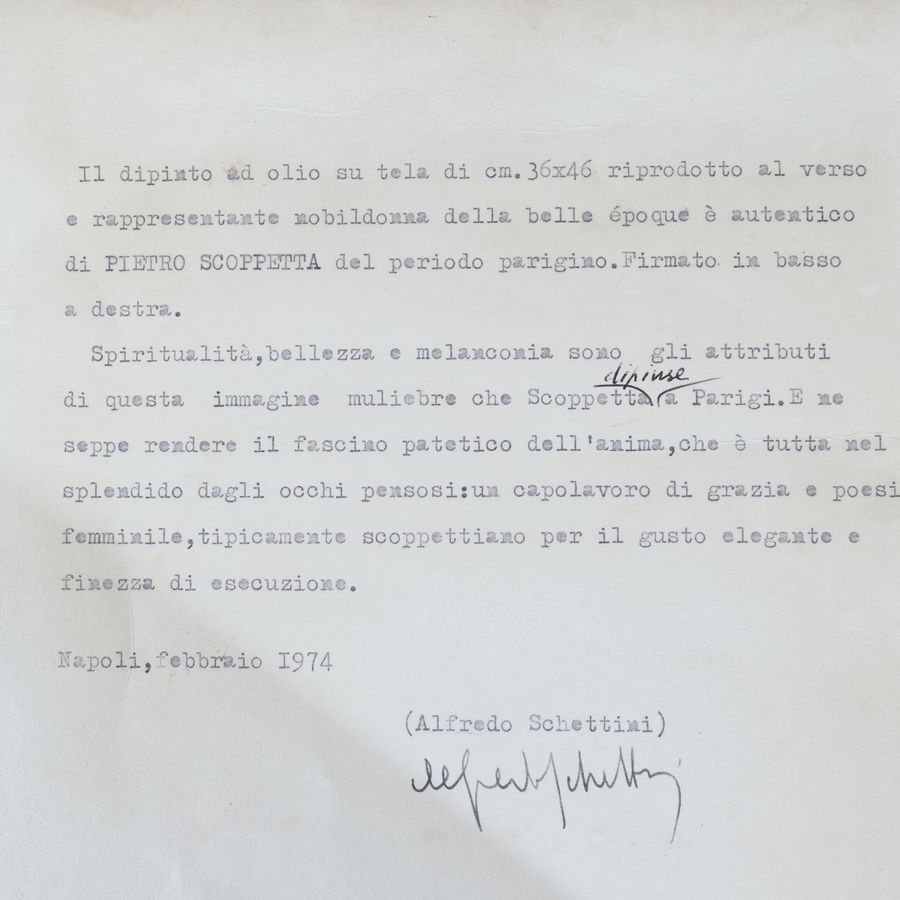 Il dipinto ad olio su tela di cm.36x46 riprodotto al verso
e rappresentante nobildonna della belle époque è autentico
di PIETRO SCOPPETTA del periodo parigino.Firmato in basso
a destra.
Spiritualità,bellezza e melanconia sono gli attributi
dipinse
di questa immagine muliebre che Scoppetta a Parigi.E ne
seppe rendere il fascino patetico dell'anima,che è tutta nel
splendido dagli occhi pensosi:un capolavoro di grazia e poesi
femminile,tipicamente scoppettiano per il gusto elegante e
finezza di esecuzione.
Napoli,febbraio I974
(Alfredo Schettini)
Alfredo Schettini